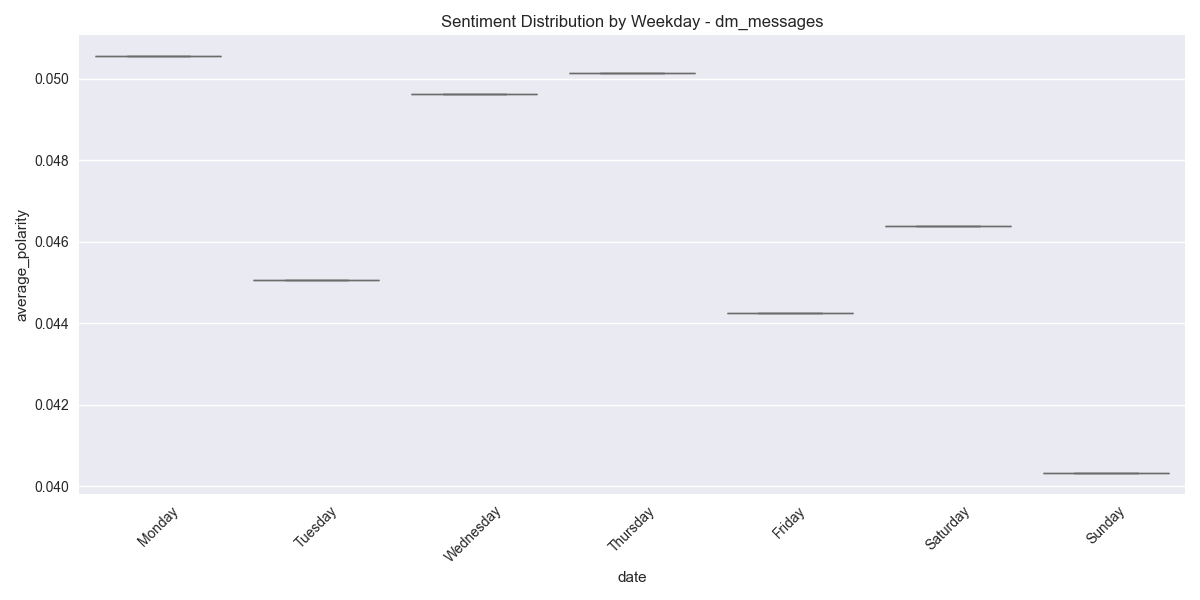 Sentiment Distribution by Weekday - dm_messages
average_polarity
0.050
0.048
0.046
0.044
0.042
0.040
Monday
Tuesday
Wednesday
Thursday
Friday
Saturday
Sunday
date